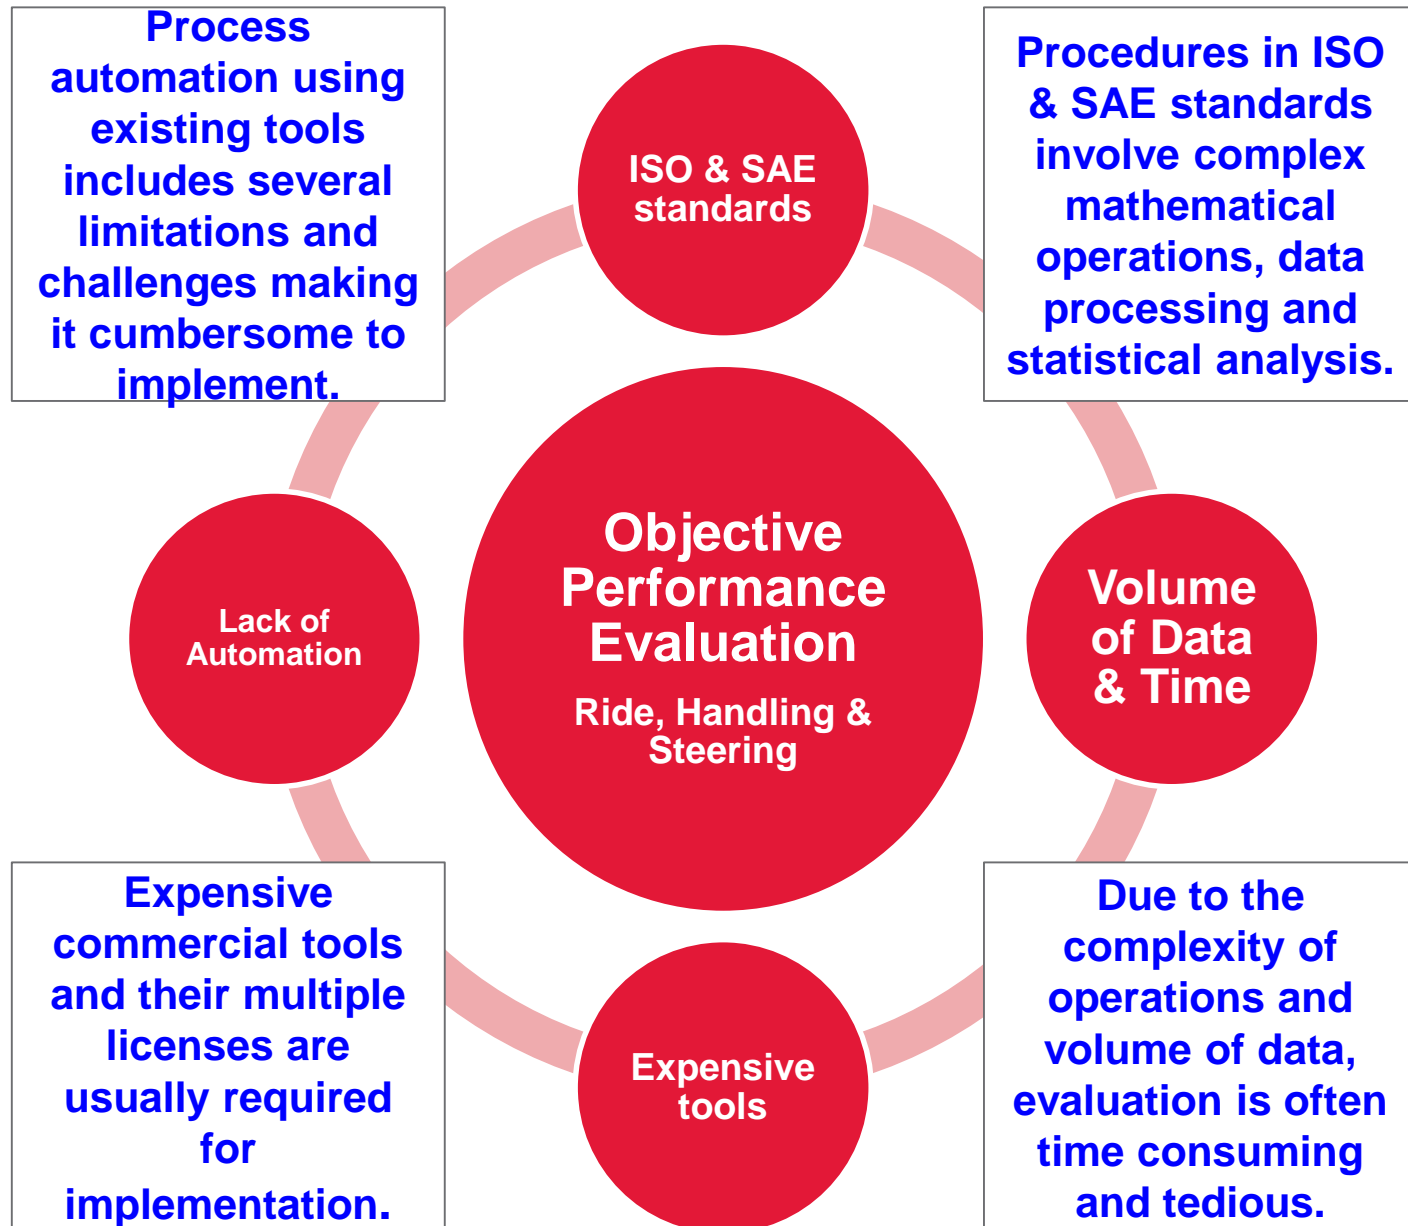 Process
automation using
existing tools
includes several
limitations and
challenges making
it cumbersome to
implement.
ISO & SAE
standards
Procedures in ISO
& SAE standards
involve complex
mathematical
operations, data
processing and
statistical analysis.
Lack of
Automation
Objective
Performance
Evaluation
Ride, Handling &
Steering
Volume
of Data
& Time
Expensive
commercial tools
and their multiple
licenses are
usually required
for
implementation.
Expensive
tools
Due to the
complexity of
operations and
volume of data,
evaluation is often
time consuming
and tedious.